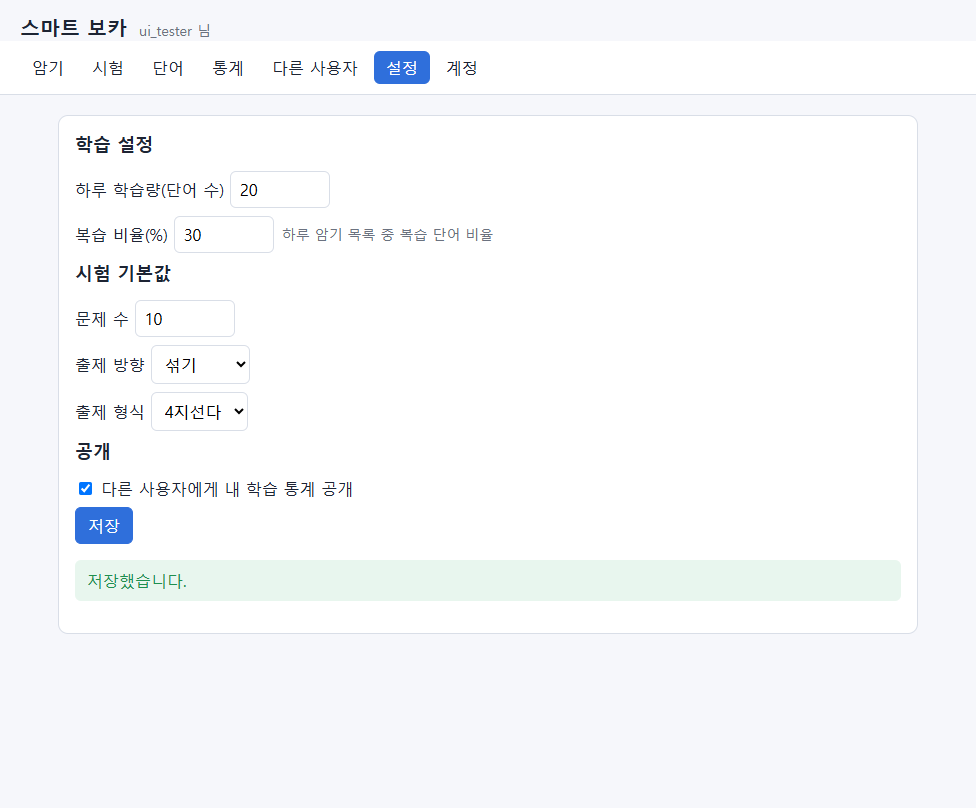 스마트 보카 ui_tester 님
암기 시험 단어 통계 다른 사용자 설정 계정
학습 설정
하루 학습량(단어 수) 20
복습 비율(%) 30 하루 암기 목록 중 복습 단어 비율
시험 기본값
문제 수 10
출제 방향 섞기
출제 형식 4지선다
공개
다른 사용자에게 내 학습 통계 공개
저장
저장했습니다.